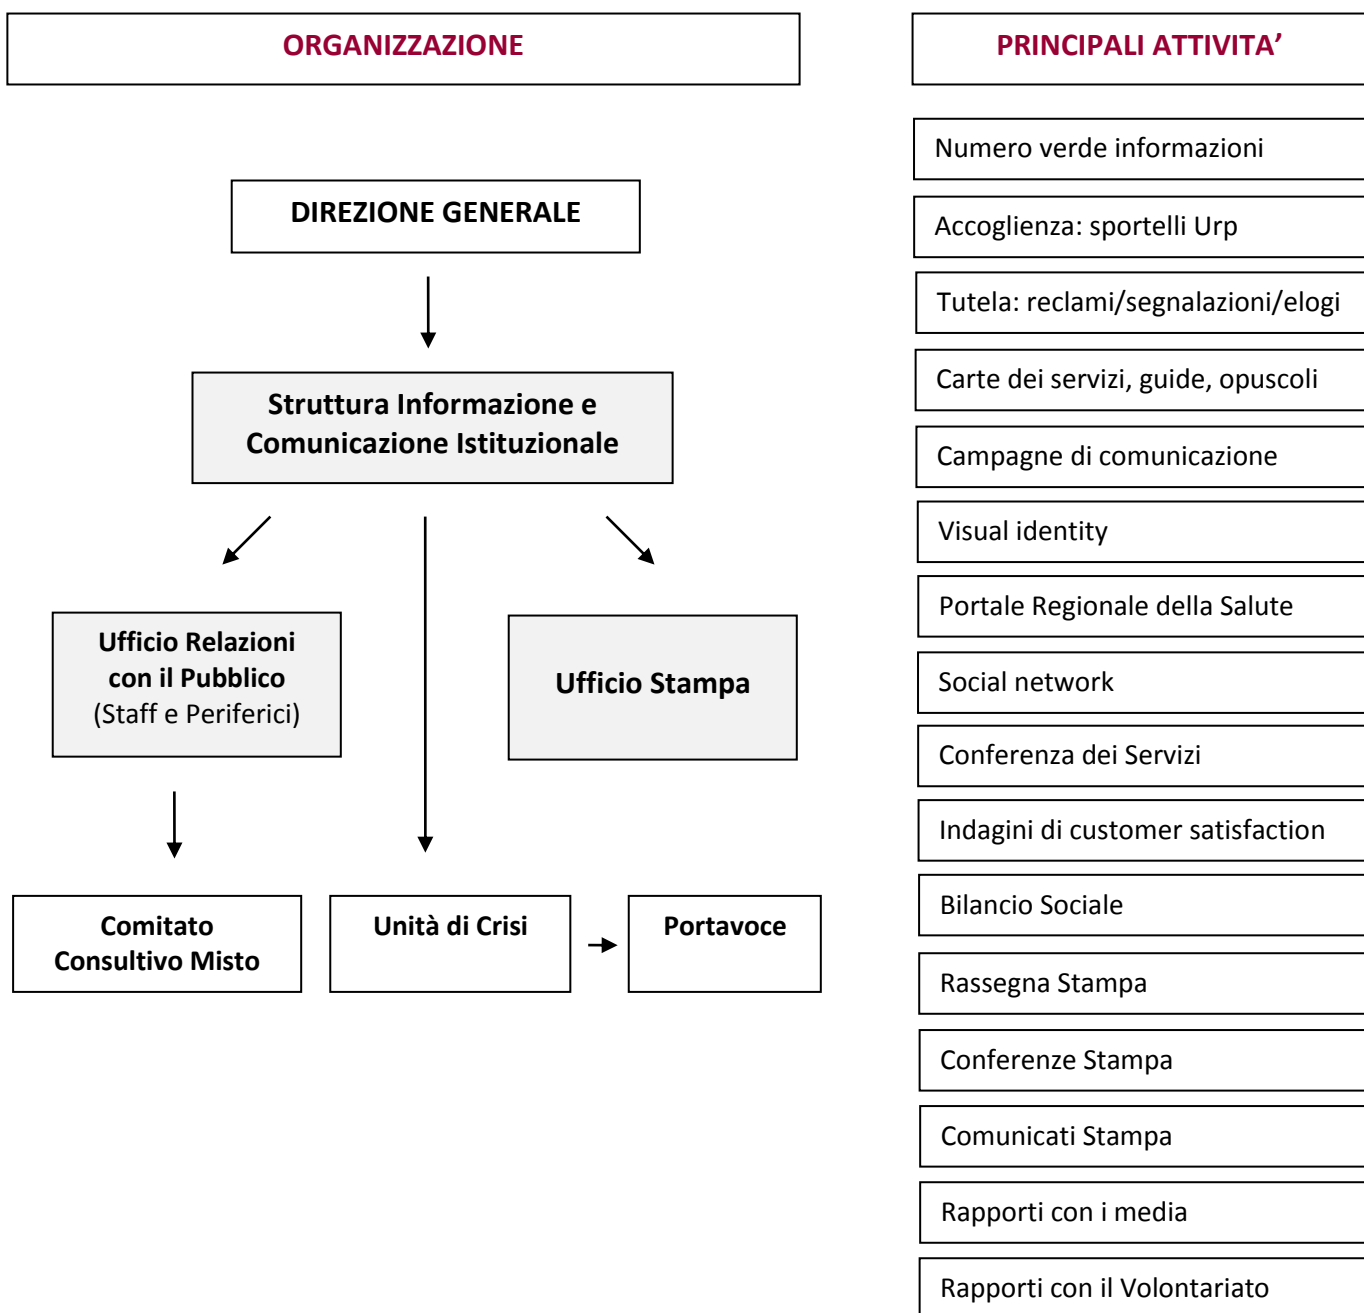 ORGANIZZAZIONE
DIREZIONE GENERALE
Struttura Informazione e
Comunicazione Istituzionale
Ufficio Relazioni
con il Pubblico
(Staff e Periferici)
Ufficio Stampa
Comitato
Consultivo Misto
Unità di Crisi
Portavoce
PRINCIPALI ATTIVITA’
Numero verde informazioni
Accoglienza: sportelli Urp
Tutela: reclami/segnalazioni/elogi
Carte dei servizi, guide, opuscoli
Campagne di comunicazione
Visual identity
Portale Regionale della Salute
Social network
Conferenza dei Servizi
Indagini di customer satisfaction
Bilancio Sociale
Rassegna Stampa
Conferenze Stampa
Comunicati Stampa
Rapporti con i media
Rapporti con il Volontariato